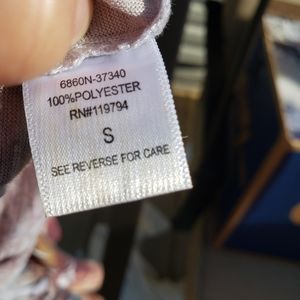 6860N-37340
100%POLYESTER
RN#119794
S
SEE REVERSE FOR CARE